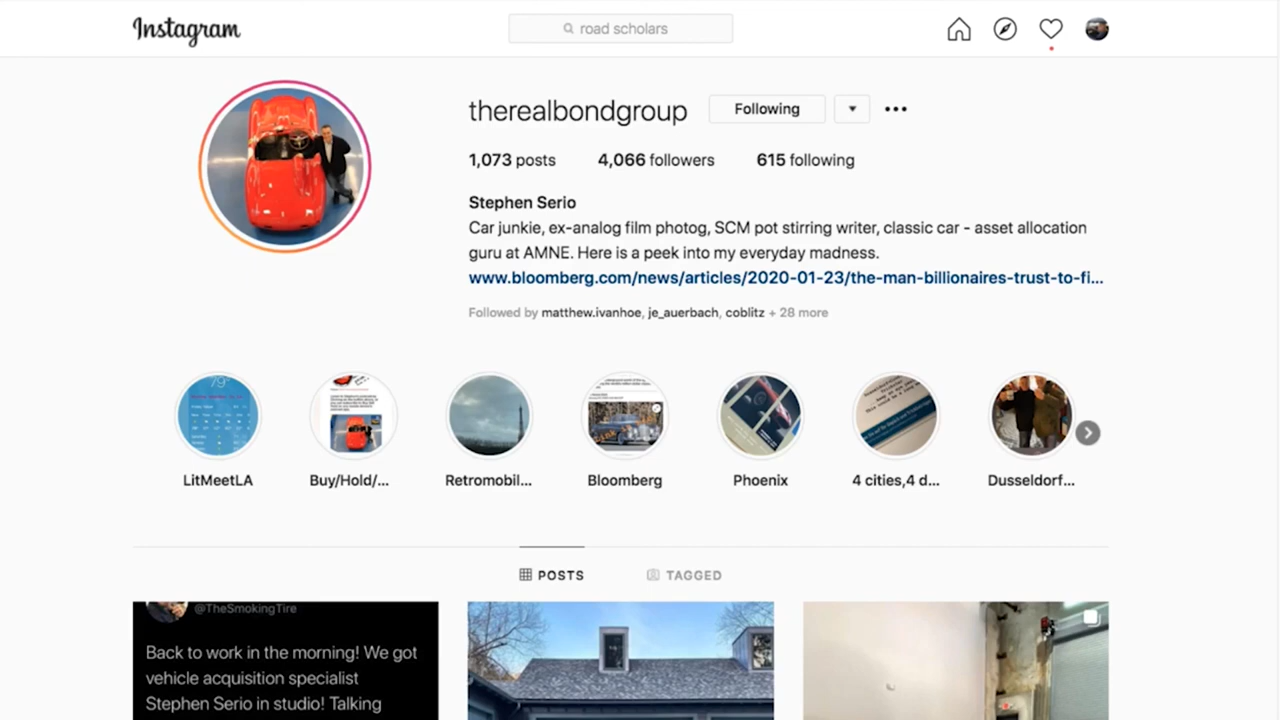 Instagram
road scholars
therealbondgroup
Following
1,073 posts 4,066 followers 615 following
Stephen Serio
Car junkie, ex-analog film photog, SCM pot stirring writer, classic car - asset allocation
guru at AMNE. Here is a peek into my everyday madness.
www.bloomberg.com/news/articles/2020-01-23/the-man-billionaires-trust-to-fi...
Followed by matthew.ivanhoe, je_auerbach, coblitz + 28 more
79°
LitMeetLA
Buy/Hold/...
Retromobil...
Bloomberg
Phoenix
4 cities,4 d...
Dusseldorf...
POSTS
TAGGED
@TheSmokingTire
Back to work in the morning! We got
vehicle acquisition specialist
Stephen Serio in studio! Talking